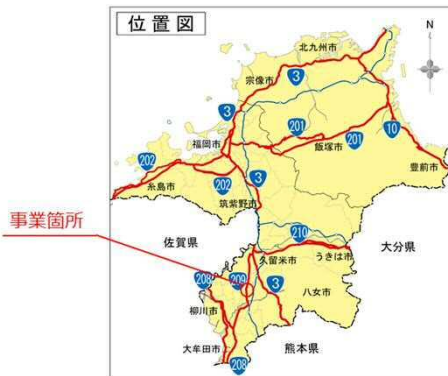 位置図
N
北九州市
3
宗像市
3
201
福岡市
飯塚市
201
10
202
豊前市
糸島市
202
3
筑紫野市
事業箇所
佐賀県
210
大分県
久留米市
うきは市
208
209
3
八女市
柳川市
大牟田市
熊本県
208